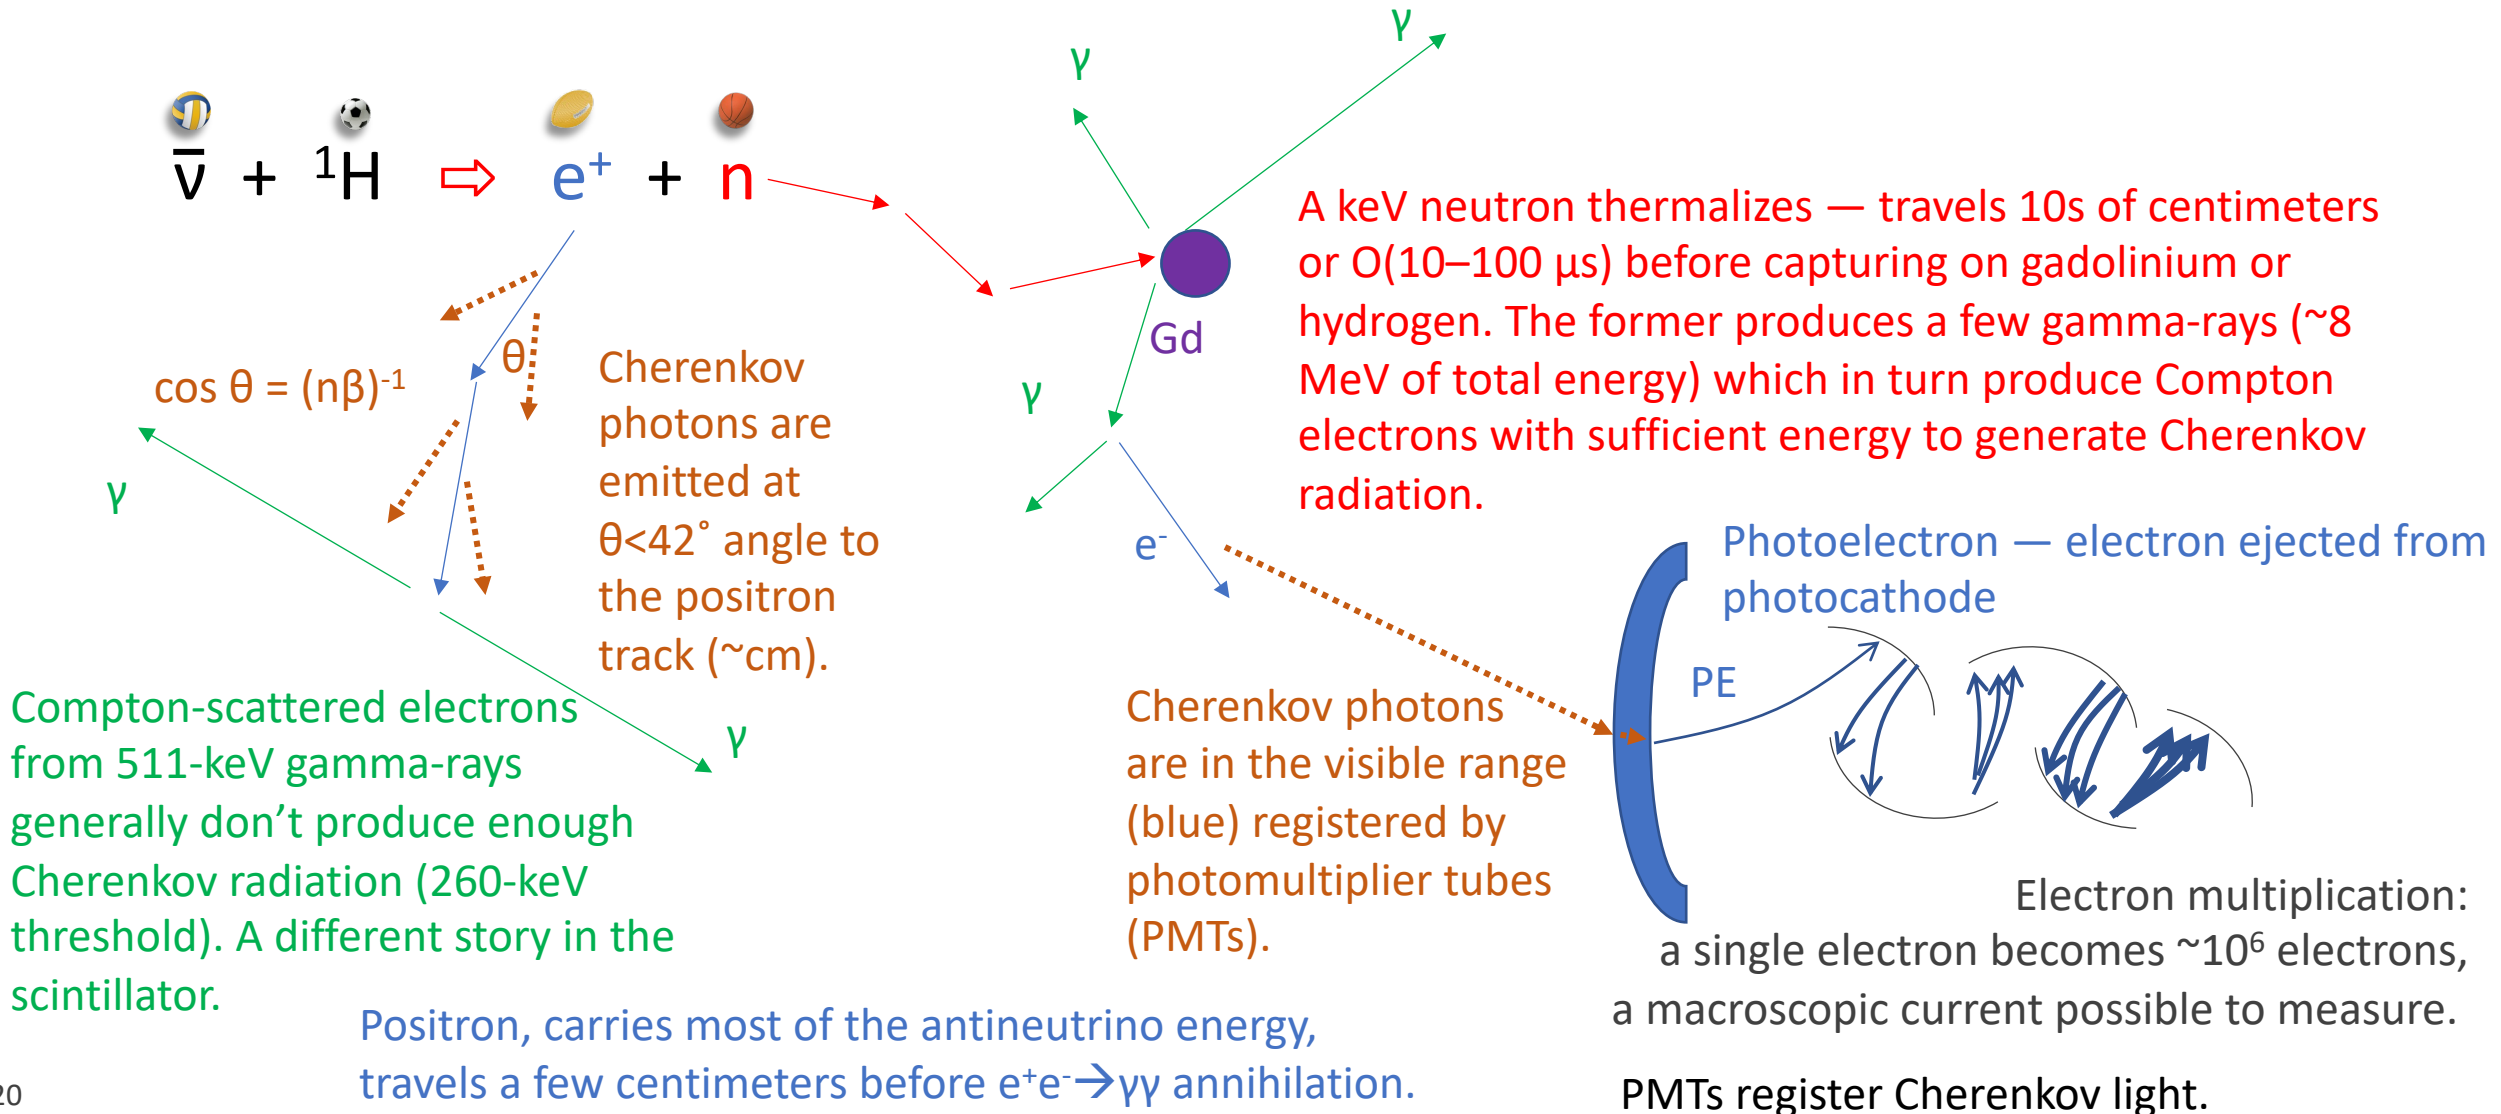 γ
γ
ν̅ + ¹H ⇨ e⁺ + n
A keV neutron thermalizes — travels 10s of centimeters
or O(10–100 µs) before capturing on gadolinium or
hydrogen. The former produces a few gamma-rays (~8
MeV of total energy) which in turn produce Compton
electrons with sufficient energy to generate Cherenkov
radiation.
Gd
θ
cos θ = (nβ)⁻¹
Cherenkov
photons are
emitted at
θ<42˚ angle to
the positron
track (~cm).
γ
γ
e⁻
γ
Photoelectron — electron ejected from
photocathode
PE
Compton-scattered electrons
from 511-keV gamma-rays
generally don’t produce enough
Cherenkov radiation (260-keV
threshold). A different story in the
scintillator.
Cherenkov photons
are in the visible range
(blue) registered by
photomultiplier tubes
(PMTs).
Electron multiplication:
a single electron becomes ~10⁶ electrons,
a macroscopic current possible to measure.
Positron, carries most of the antineutrino energy,
travels a few centimeters before e⁺e⁻→γγ annihilation.
PMTs register Cherenkov light.
20